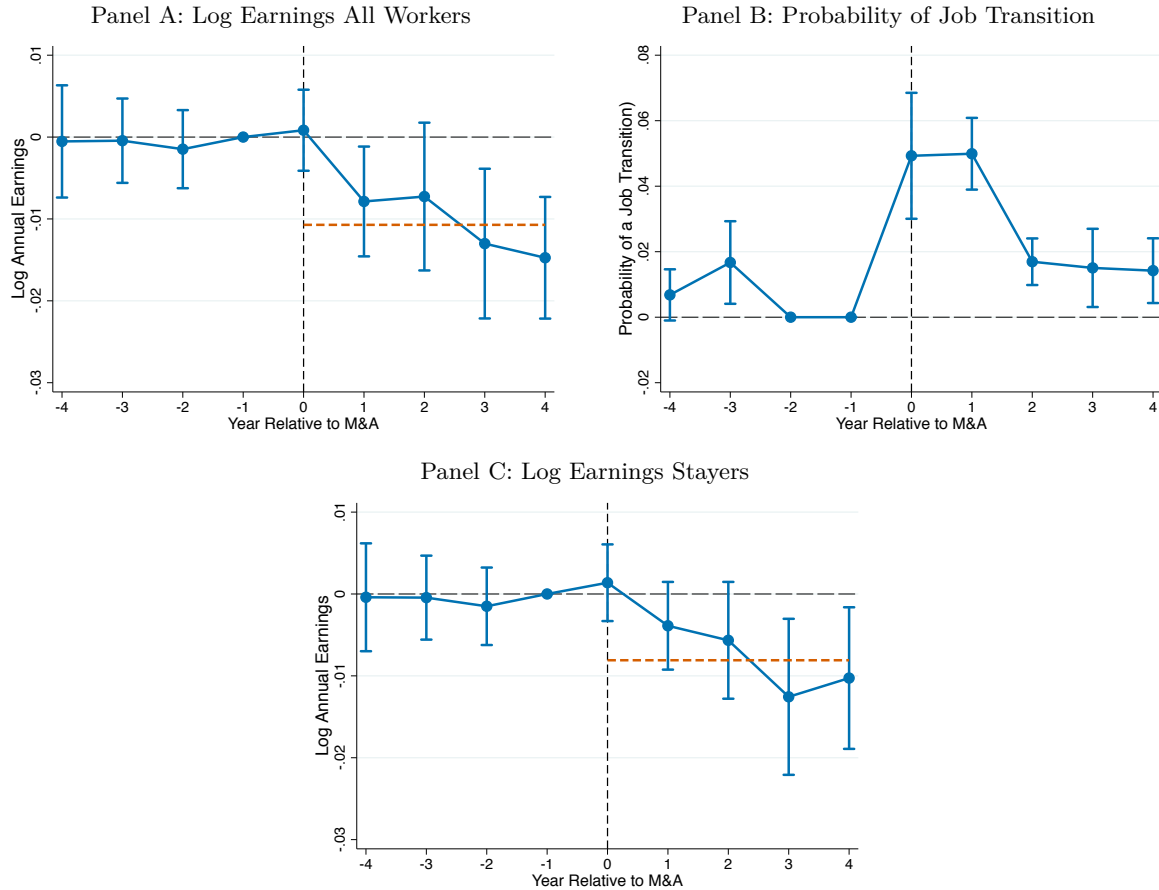 Panel A: Log Earnings All Workers
Log Annual Earnings
.01
0
-.01
-.02
-.03
-4 -3 -2 -1 0 1 2 3 4
Year Relative to M&A
Panel B: Probability of Job Transition
Probability of a Job Transition)
.08
.06
.04
.02
0
-.02
-4 -3 -2 -1 0 1 2 3 4
Year Relative to M&A
Panel C: Log Earnings Stayers
Log Annual Earnings
.01
0
-.01
-.02
-.03
-4 -3 -2 -1 0 1 2 3 4
Year Relative to M&A